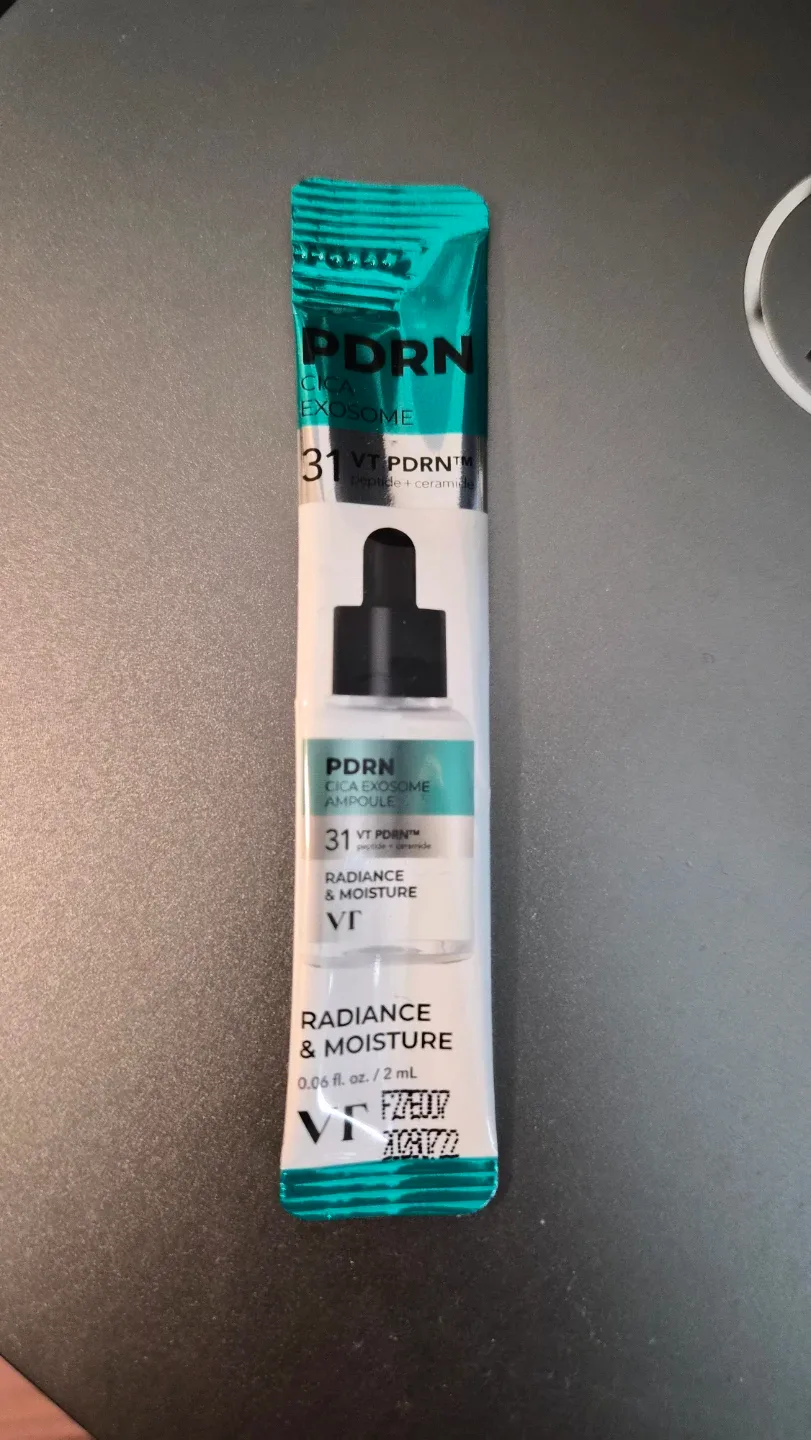 PDRN
CICA
EXOSOME
31 VT PDRN™
peptide + ceramide
PDRN
CICA EXOSOME
AMPOULE
31 VT PDRN™
peptide + ceramide
RADIANCE
& MOISTURE
VT
RADIANCE
& MOISTURE
0.06 fl. oz. / 2 mL
VT